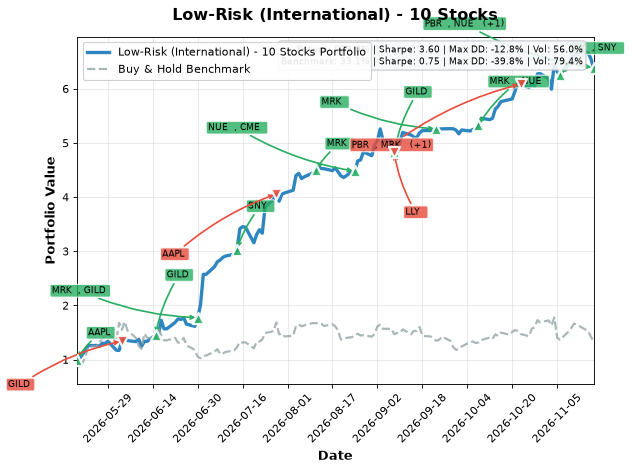 Low-Risk (International) - 10 Stocks
PBR , NUE (+1)
Low-Risk (International) - 10 Stocks Portfolio
Buy & Hold Benchmark
| Sharpe: 3.60 | Max DD: -12.8% | Vol: 56.0%
Benchmark: 33.1% | Sharpe: 0.75 | Max DD: -39.8% | Vol: 79.4%
, SNY
MRK , NUE
GILD
MRK
NUE , CME
MRK
PBR , MRK (+1)
LLY
SNY
AAPL
GILD
MRK , GILD
AAPL
GILD
Portfolio Value
6
5
4
3
2
1
2026-05-29
2026-06-14
2026-06-30
2026-07-16
2026-08-01
2026-08-17
2026-09-02
2026-09-18
2026-10-04
2026-10-20
2026-11-05
Date